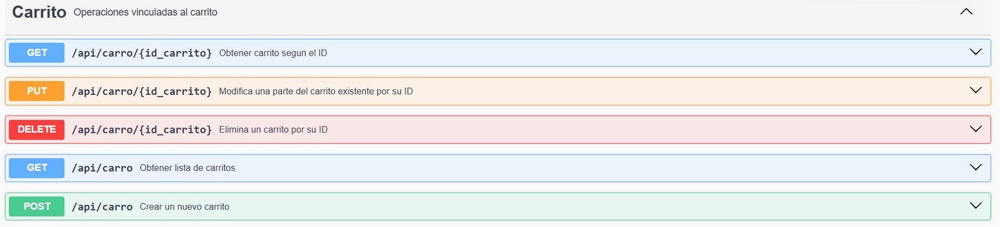 Carrito Operaciones vinculadas al carrito
GET /api/carro/{id_carrito} Obtener carrito segun el ID
PUT /api/carro/{id_carrito} Modifica una parte del carrito existente por su ID
DELETE /api/carro/{id_carrito} Elimina un carrito por su ID
GET /api/carro Obtener lista de carritos
POST /api/carro Crear un nuevo carrito